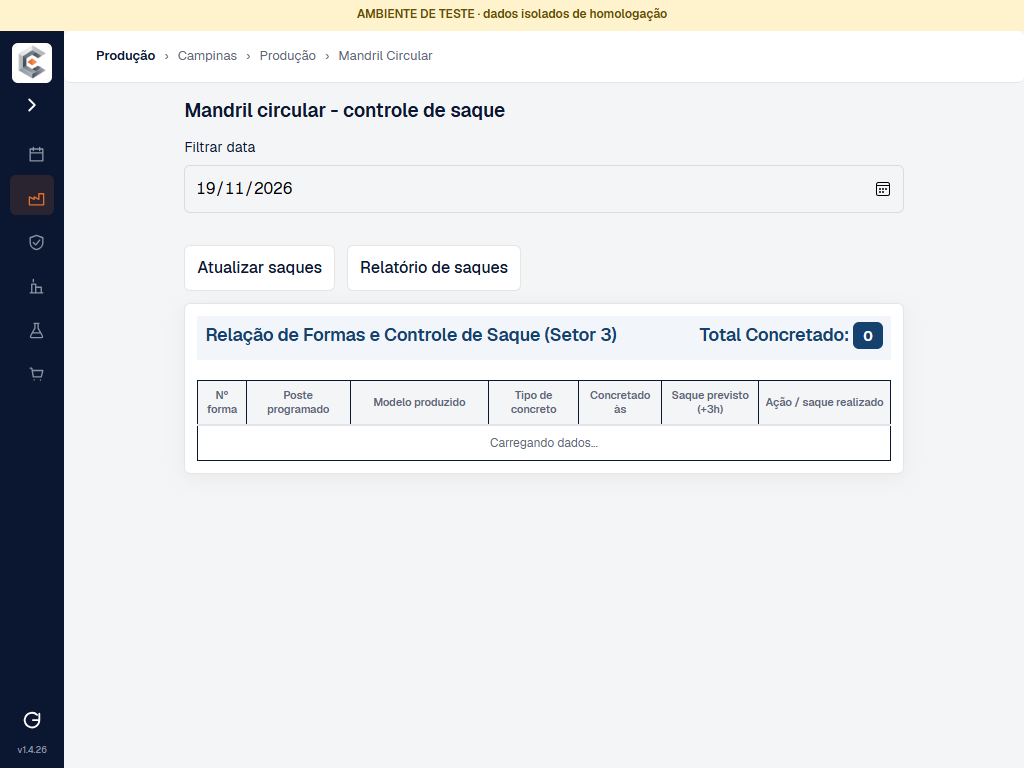 AMBIENTE DE TESTE · dados isolados de homologação
Produção › Campinas › Produção › Mandril Circular
Mandril circular - controle de saque
Filtrar data
19/11/2026
Atualizar saques
Relatório de saques
Relação de Formas e Controle de Saque (Setor 3)
Total Concretado: 0
Nº forma
Poste programado
Modelo produzido
Tipo de concreto
Concretado às
Saque previsto (+3h)
Ação / saque realizado
Carregando dados...
v1.4.26